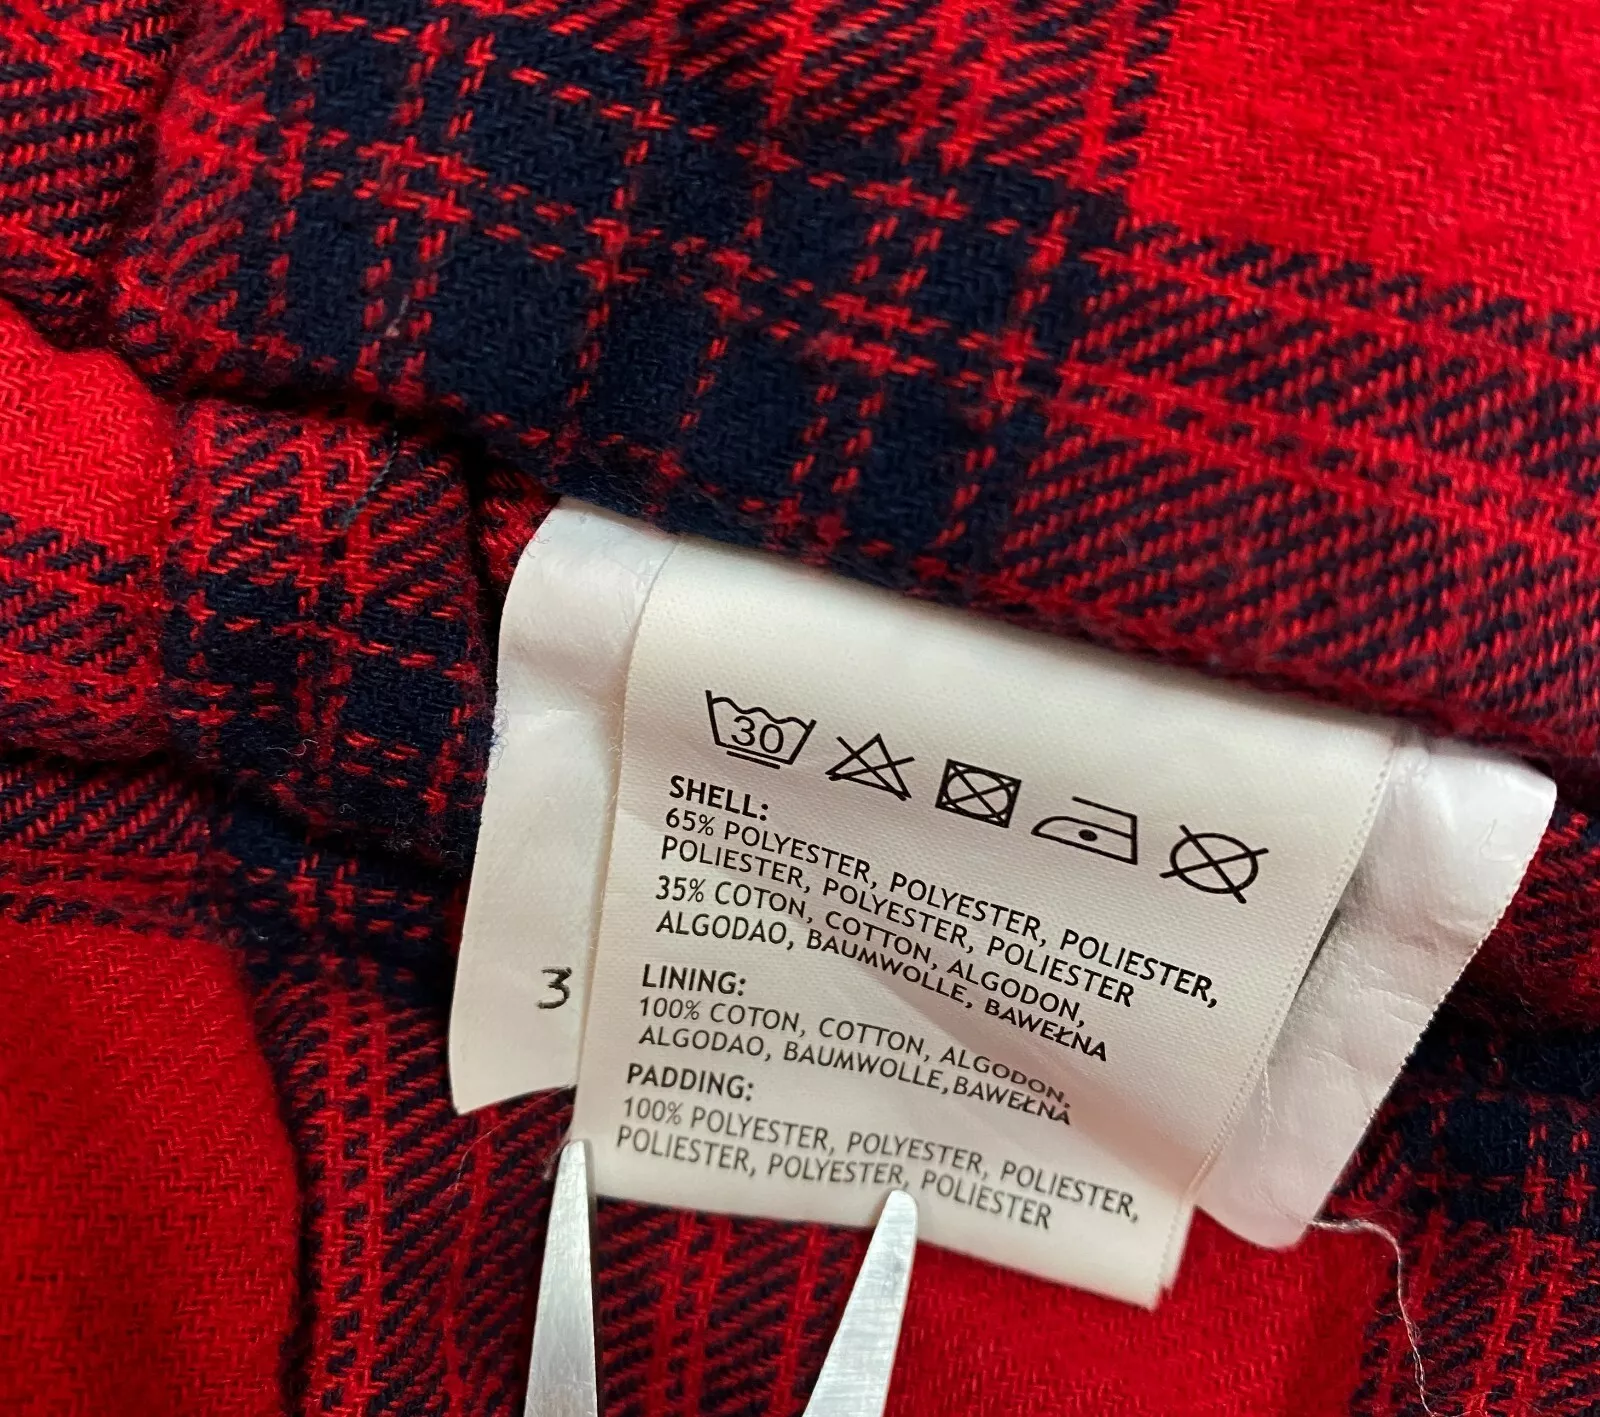 30
SHELL:
65% POLYESTER, POLYESTER, POLIESTER,
POLIESTER, POLYESTER, POLIESTER
35% COTON, COTTON, ALGODON,
ALGODAO, BAUMWOLLE, BAWEŁNA
LINING:
100% COTON, COTTON, ALGODON,
ALGODAO, BAUMWOLLE, BAWEŁNA
PADDING:
100% POLYESTER, POLYESTER, POLIESTER,
POLIESTER, POLYESTER, POLIESTER
3